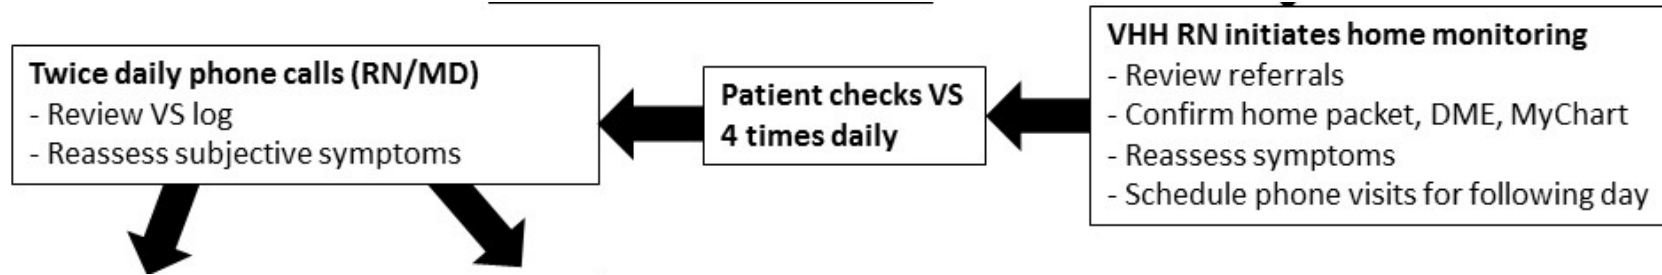 Twice daily phone calls (RN/MD)
- Review VS log
- Reassess subjective symptoms
Patient checks VS
4 times daily
VHH RN initiates home monitoring
- Review referrals
- Confirm home packet, DME, MyChart
- Reassess symptoms
- Schedule phone visits for following day